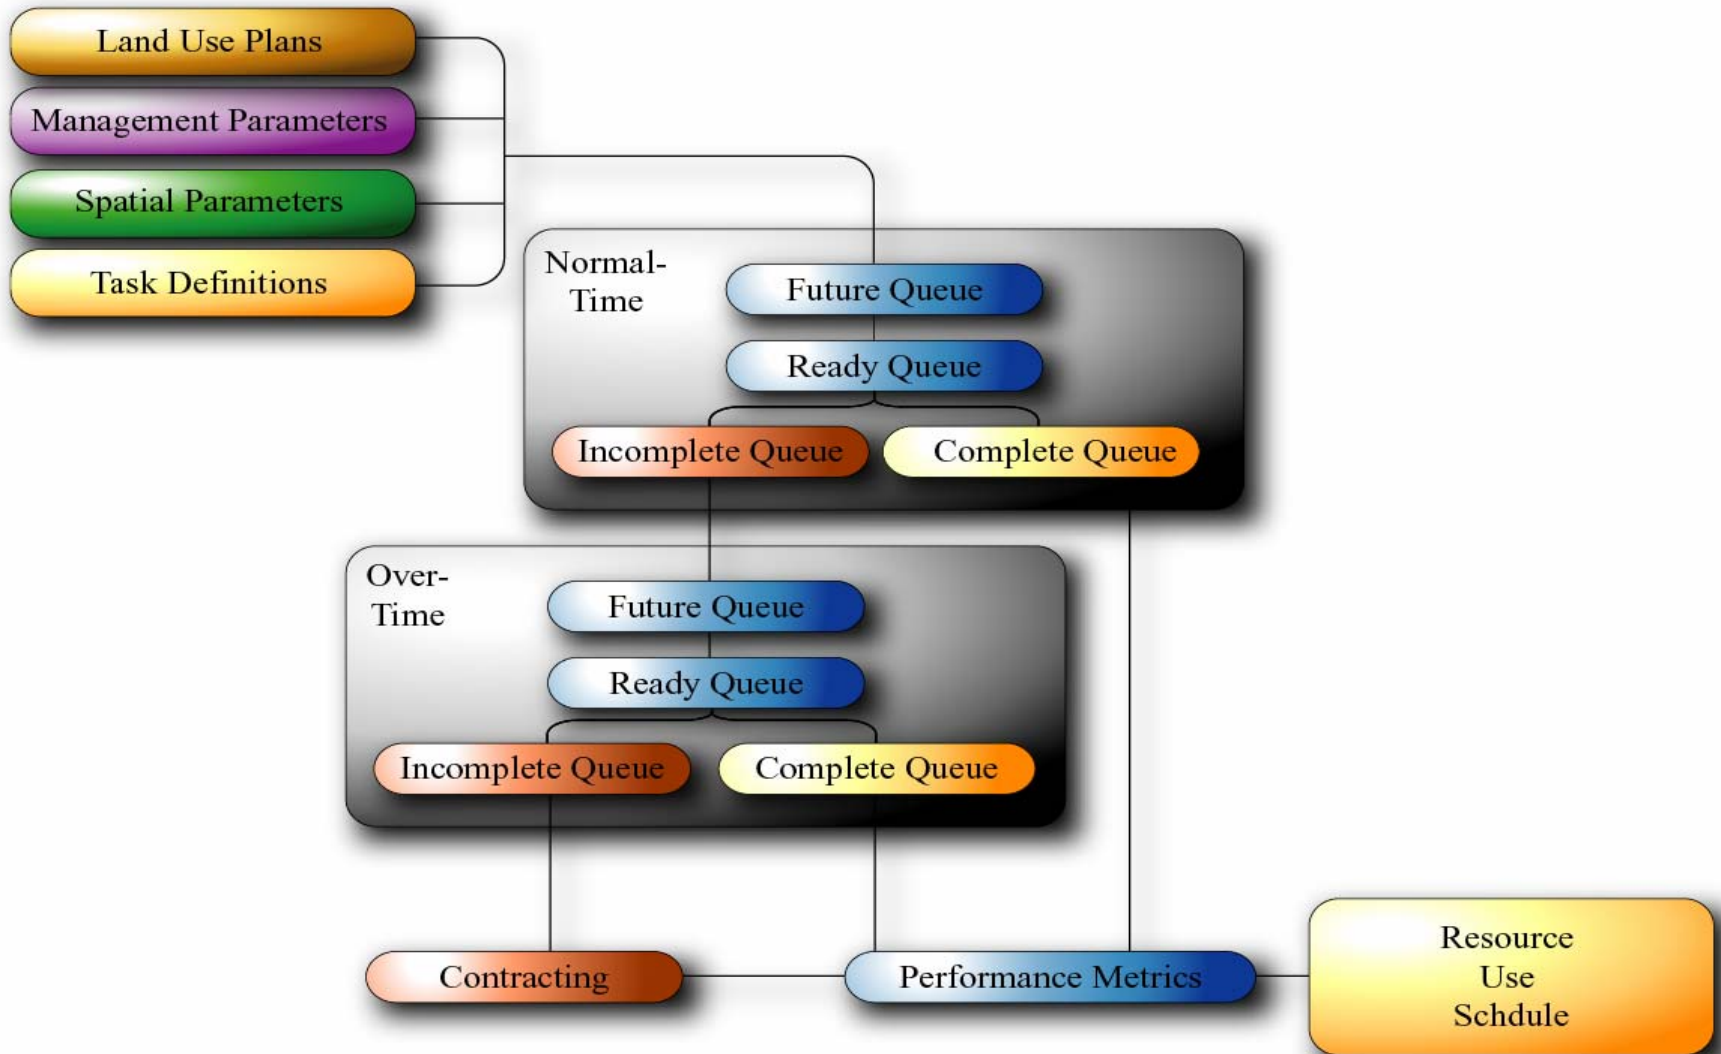 Land Use Plans
Management Parameters
Spatial Parameters
Task Definitions
Normal-
Time
Future Queue
Ready Queue
Incomplete Queue
Complete Queue
Over-
Time
Future Queue
Ready Queue
Incomplete Queue
Complete Queue
Contracting
Performance Metrics
Resource
Use
Schdule